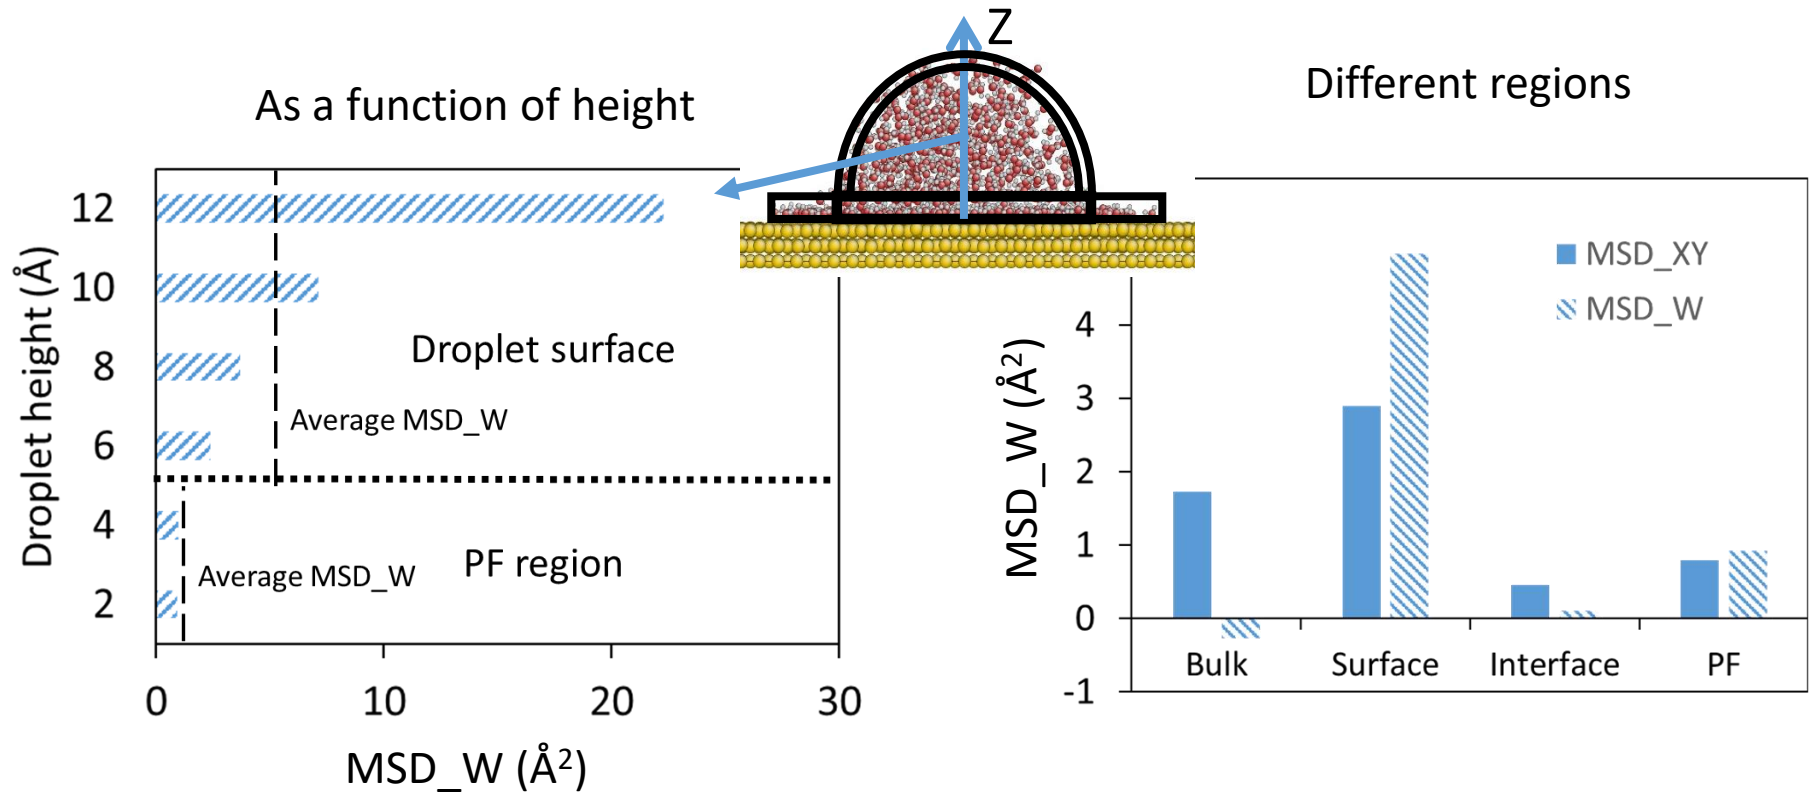 As a function of height
Z
Different regions
Droplet height (Å)
12
10
8
6
4
2
Droplet surface
Average MSD_W
PF region
Average MSD_W
0
10
20
30
MSD_W (Å²)
MSD_W (Å²)
MSD_XY
MSD_W
4
3
2
1
0
-1
Bulk
Surface
Interface
PF